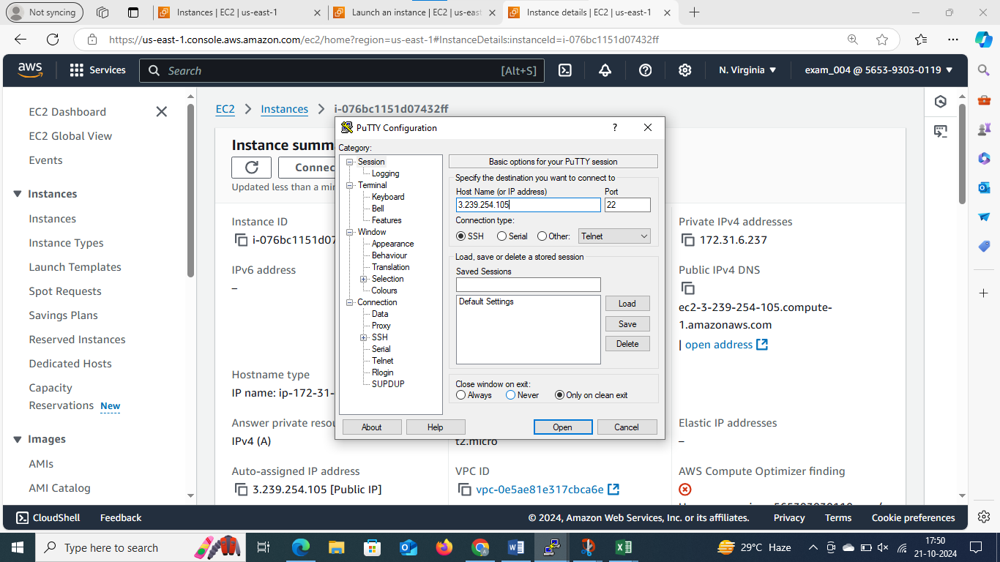 Not syncing
Instances | EC2 | us-east-1
Launch an instance | EC2 | us-east
Instance details | EC2 | us-east-1
https://us-east-1.console.aws.amazon.com/ec2/home?region=us-east-1#InstanceDetails:instanceId=i-076bc1151d07432ff
aws
Services
Search
[Alt+S]
N. Virginia
exam_004 @ 5653-9303-0119
EC2 Dashboard
EC2 Global View
Events
Instances
Instances
Instance Types
Launch Templates
Spot Requests
Savings Plans
Reserved Instances
Dedicated Hosts
Capacity
Reservations New
Images
AMIs
AMI Catalog
EC2
Instances
i-076bc1151d07432ff
Instance summa
Connec
Updated less than a min
Instance ID
i-076bc1151d07
IPv6 address
–
Hostname type
IP name: ip-172-31-
Answer private resou
IPv4 (A)
Auto-assigned IP address
3.239.254.105 [Public IP]
PuTTY Configuration
?
Category:
Session
Logging
Terminal
Keyboard
Bell
Features
Window
Appearance
Behaviour
Translation
Selection
Colours
Connection
Data
Proxy
SSH
Serial
Telnet
Rlogin
SUPDUP
Basic options for your PuTTY session
Specify the destination you want to connect to
Host Name (or IP address)
Port
3.239.254.105
22
Connection type:
SSH
Serial
Other:
Telnet
Load, save or delete a stored session
Saved Sessions
Default Settings
Load
Save
Delete
Close window on exit:
Always
Never
Only on clean exit
About
Help
Open
Cancel
t2.micro
VPC ID
vpc-0e5ae81e317cbca6e
Private IPv4 addresses
172.31.6.237
Public IPv4 DNS
ec2-3-239-254-105.compute-
1.amazonaws.com
| open address
Elastic IP addresses
–
AWS Compute Optimizer finding
CloudShell
Feedback
© 2024, Amazon Web Services, Inc. or its affiliates.
Privacy
Terms
Cookie preferences
Type here to search
29°C Haze
17:50
21-10-2024